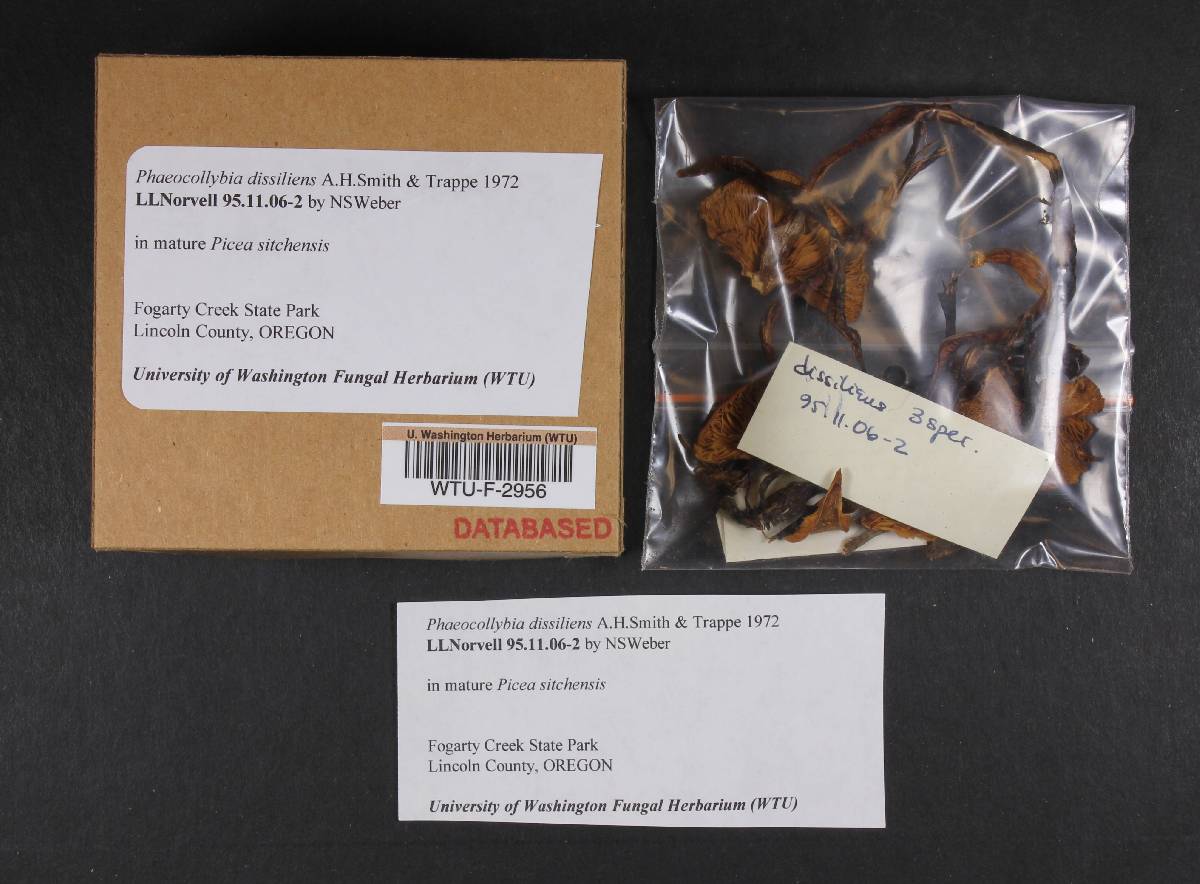 Phaeocollybia dissiliens A.H.Smith & Trappe 1972
LLNorvell 95.11.06-2 by NSWeber
in mature Picea sitchensis
Fogarty Creek State Park
Lincoln County, OREGON
University of Washington Fungal Herbarium (WTU)
U. Washington Herbarium (WTU)
WTU-F-2956
DATABASED
dissiliens 3sper.
95.11.06-2
Phaeocollybia dissiliens A.H.Smith & Trappe 1972
LLNorvell 95.11.06-2 by NSWeber
in mature Picea sitchensis
Fogarty Creek State Park
Lincoln County, OREGON
University of Washington Fungal Herbarium (WTU)